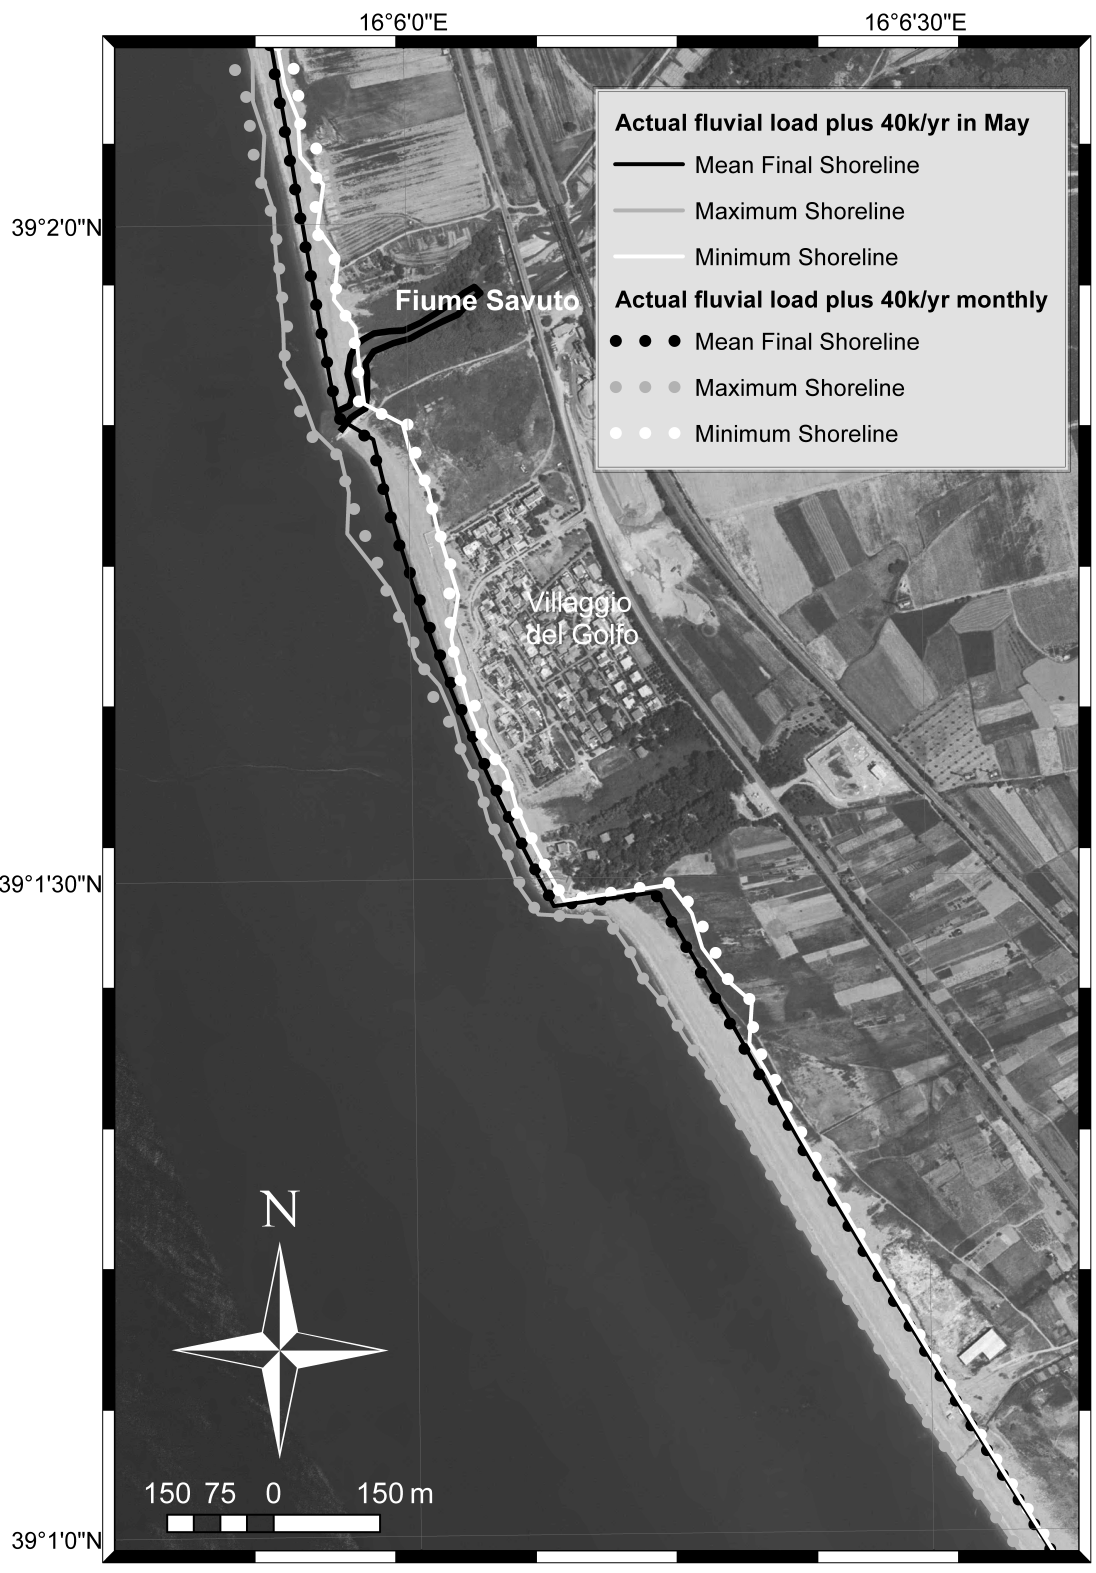 16°6'0"E 16°6'30"E
Actual fluvial load plus 40k/yr in May
Mean Final Shoreline
39°2'0"N
Maximum Shoreline
Minimum Shoreline
Fiume Savuto
Actual fluvial load plus 40k/yr monthly
Mean Final Shoreline
Maximum Shoreline
Minimum Shoreline
Villaggio
del Golfo
39°1'30"N
N
150 75 0 150 m
39°1'0"N